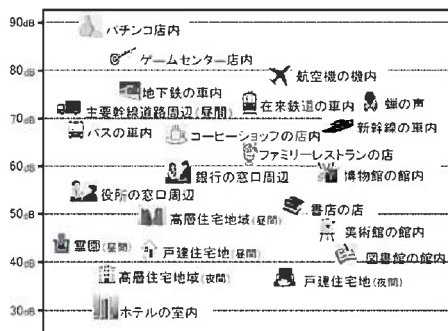 90dB
パチンコ店内
ゲームセンター店内
80dB
航空機の機内
地下鉄の車内
主要幹線道路周辺(昼間)
在来鉄道の車内
蝉の声
70dB
バスの車内
コーヒーショップの店内
新幹線の車内
ファミリーレストランの店
60dB
銀行の窓口周辺
博物館の館内
役所の窓口周辺
50dB
高層住宅地域(昼間)
書店の店
美術館の館内
霊園(昼間)
戸建住宅地(昼間)
図書館の館内
40dB
高層住宅地域(夜間)
戸建住宅地(夜間)
30dB
ホテルの室内